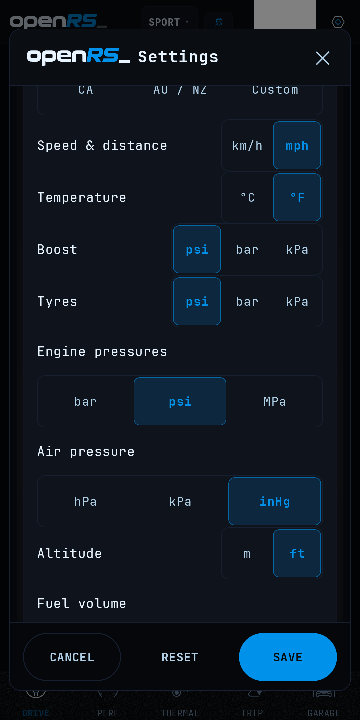 openRS_
SPORT
openRS_ Settings
CA AU / NZ Custom
Speed & distance km/h mph
Temperature °C °F
Boost psi bar kPa
Tyres psi bar kPa
Engine pressures
bar psi MPa
Air pressure
hPa kPa inHg
Altitude m ft
Fuel volume
CANCEL RESET SAVE
DRIVE THERMAL TRIP GARAGE